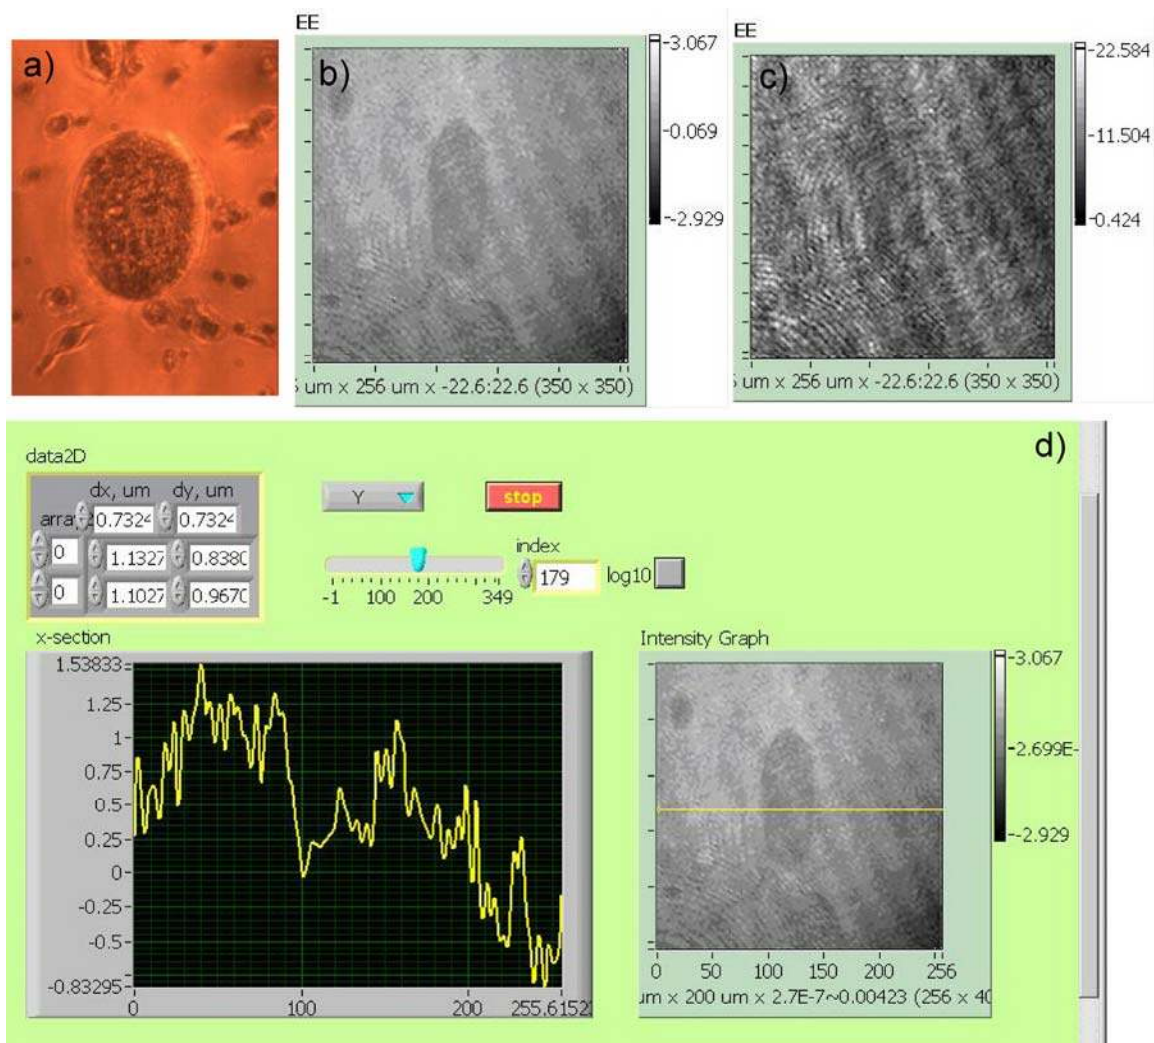 a)
EE
b)
3.067
-0.069
-2.929
um x 256 um x -22.6:22.6 (350 x 350)
EE
c)
22.584
11.504
0.424
um x 256 um x -22.6:22.6 (350 x 350)
d)
data2D
dx, um dy, um
0.7324 0.7324
0 1.1327 0.8380
0 1.1027 0.9670
Y
stop
index
179
log10
-1 100 200 349
x-section
1.53833
1.25
1
0.75
0.5
0.25
0
-0.25
-0.5
-0.83295
0 100 200 255.6152
Intensity Graph
3.067
2.699E-
-2.929
0 50 100 150 200 256
um x 200 um x 2.7E-7~0.00423 (256 x 40